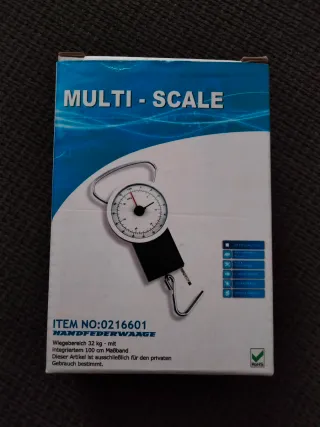 MULTI - SCALE
ITEM NO:0216601
HANDFEDERWAAGE
Wiegebereich 32 kg - mit
integriertem 100 cm Maßband
Dieser Artikel ist ausschließlich für den privaten
Gebrauch bestimmt.
RoHS